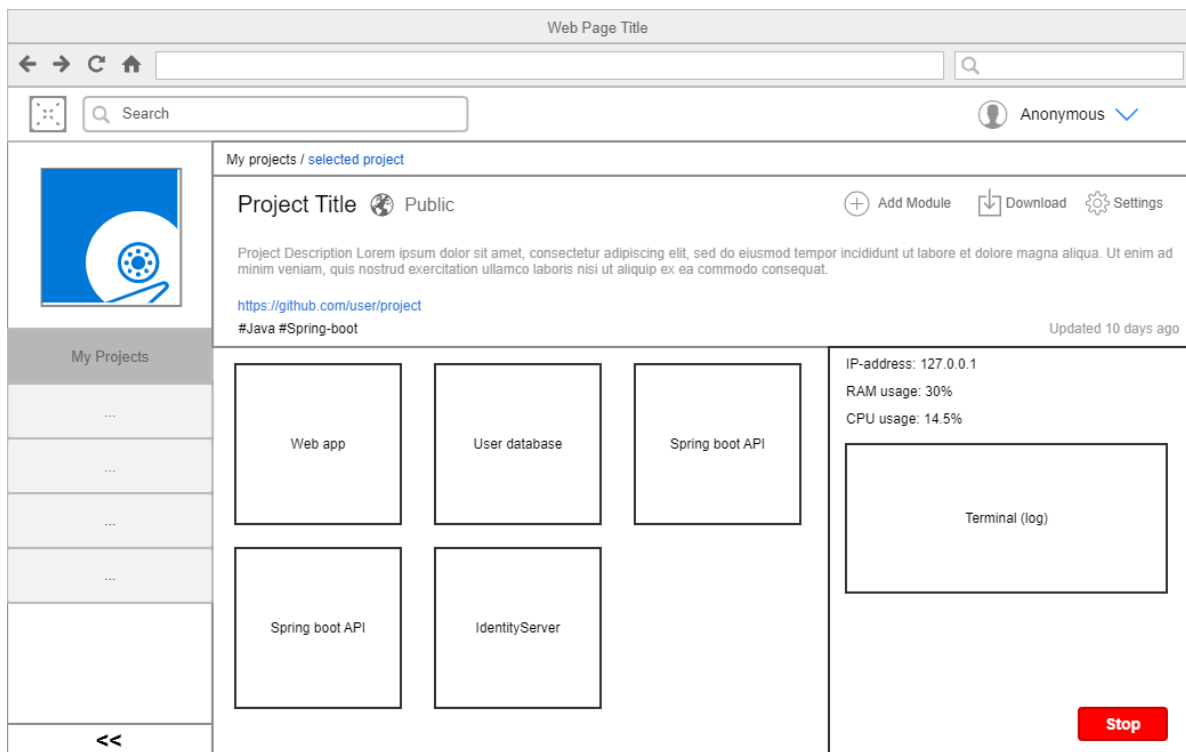 Web Page Title
Search
Anonymous
My projects / selected project
Project Title Public
Add Module Download Settings
Project Description Lorem ipsum dolor sit amet, consectetur adipiscing elit, sed do eiusmod tempor incididunt ut labore et dolore magna aliqua. Ut enim ad
minim veniam, quis nostrud exercitation ullamco laboris nisi ut aliquip ex ea commodo consequat.
https://github.com/user/project
#Java #Spring-boot
Updated 10 days ago
My Projects
...
...
...
...
<<
Web app
User database
Spring boot API
Spring boot API
IdentityServer
IP-address: 127.0.0.1
RAM usage: 30%
CPU usage: 14.5%
Terminal (log)
Stop